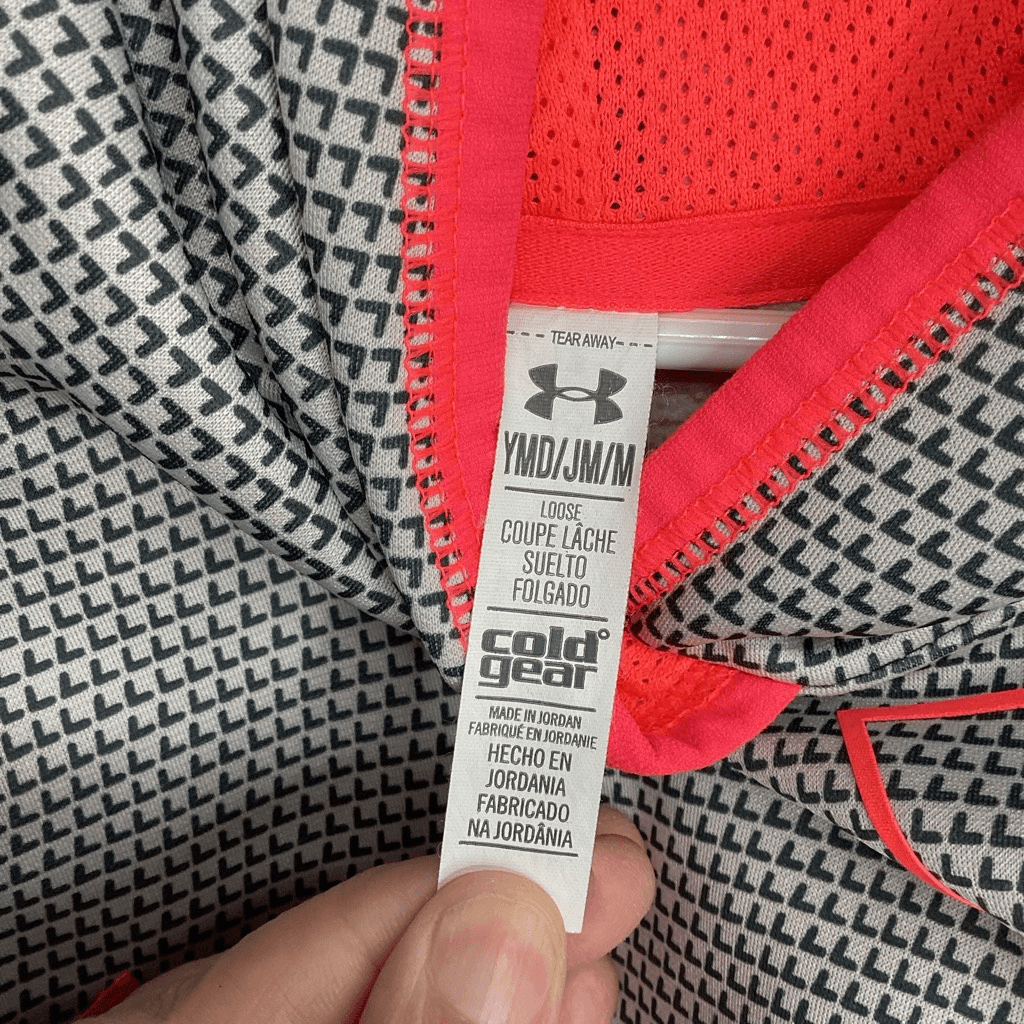 TEAR AWAY
YMD/JM/M
LOOSE
COUPE LÂCHE
SUELTO
FOLGADO
cold°
gear
MADE IN JORDAN
FABRIQUÉ EN JORDANIE
HECHO EN
JORDANIA
FABRICADO
NA JORDÂNIA